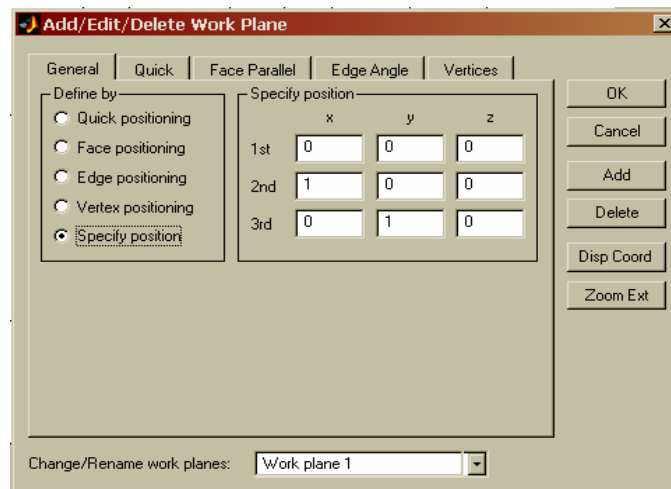 Add/Edit/Delete Work Plane
General Quick Face Parallel Edge Angle Vertices
Define by
Quick positioning
Face positioning
Edge positioning
Vertex positioning
Specify position
Specify position
x y z
1st 0 0 0
2nd 1 0 0
3rd 0 1 0
OK
Cancel
Add
Delete
Disp Coord
Zoom Ext
Change/Rename work planes: Work plane 1